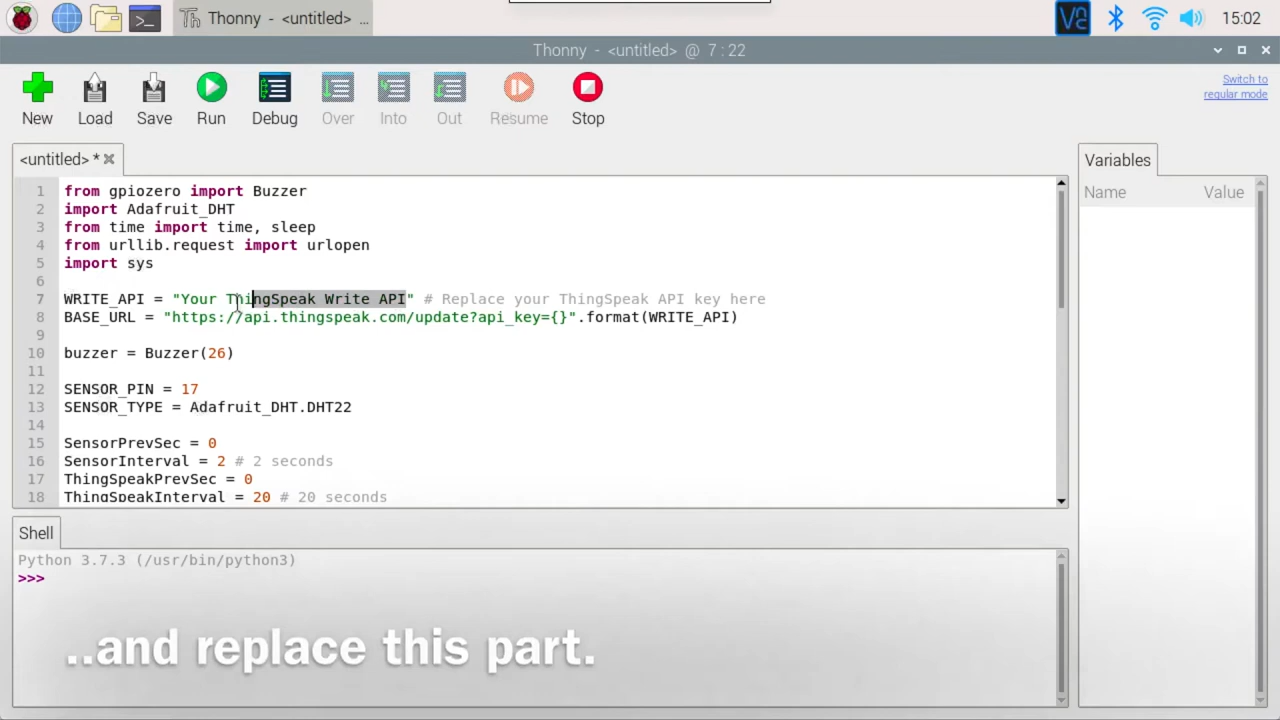 Thonny - <untitled> ...
VNC
15:02
Thonny - <untitled> @ 7 : 22
New
Load
Save
Run
Debug
Over
Into
Out
Resume
Stop
Switch to
regular mode
<untitled> *
1 from gpiozero import Buzzer
2 import Adafruit_DHT
3 from time import time, sleep
4 from urllib.request import urlopen
5 import sys
6
7 WRITE_API = "Your ThingSpeak Write API" # Replace your ThingSpeak API key here
8 BASE_URL = "https://api.thingspeak.com/update?api_key={}".format(WRITE_API)
9
10 buzzer = Buzzer(26)
11
12 SENSOR_PIN = 17
13 SENSOR_TYPE = Adafruit_DHT.DHT22
14
15 SensorPrevSec = 0
16 SensorInterval = 2 # 2 seconds
17 ThingSpeakPrevSec = 0
18 ThingSpeakInterval = 20 # 20 seconds
Variables
Name Value
Shell
Python 3.7.3 (/usr/bin/python3)
>>>
..and replace this part.